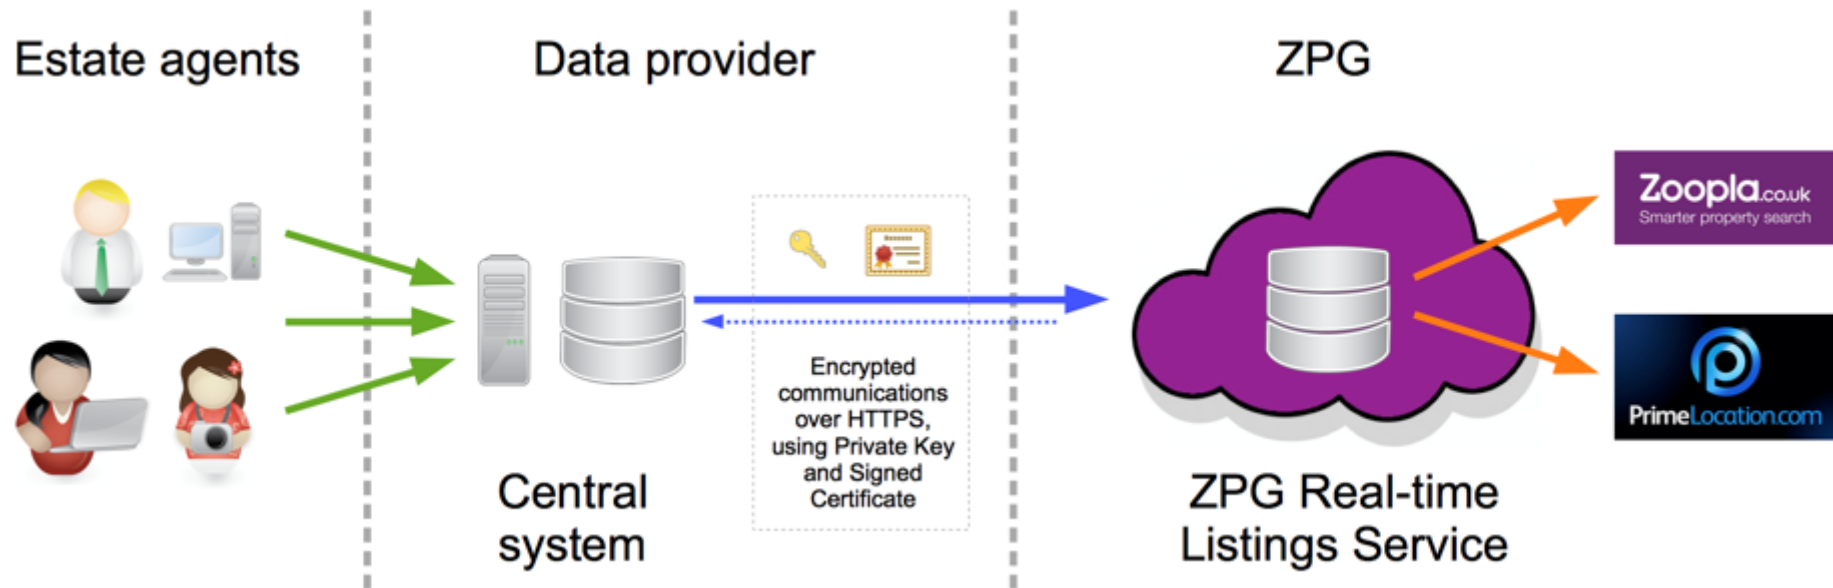 Estate agents
Data provider
ZPG
Encrypted
communications
over HTTPS,
using Private Key
and Signed
Certificate
Central
system
ZPG Real-time
Listings Service
Zoopla.co.uk
Smarter property search
PrimeLocation.com